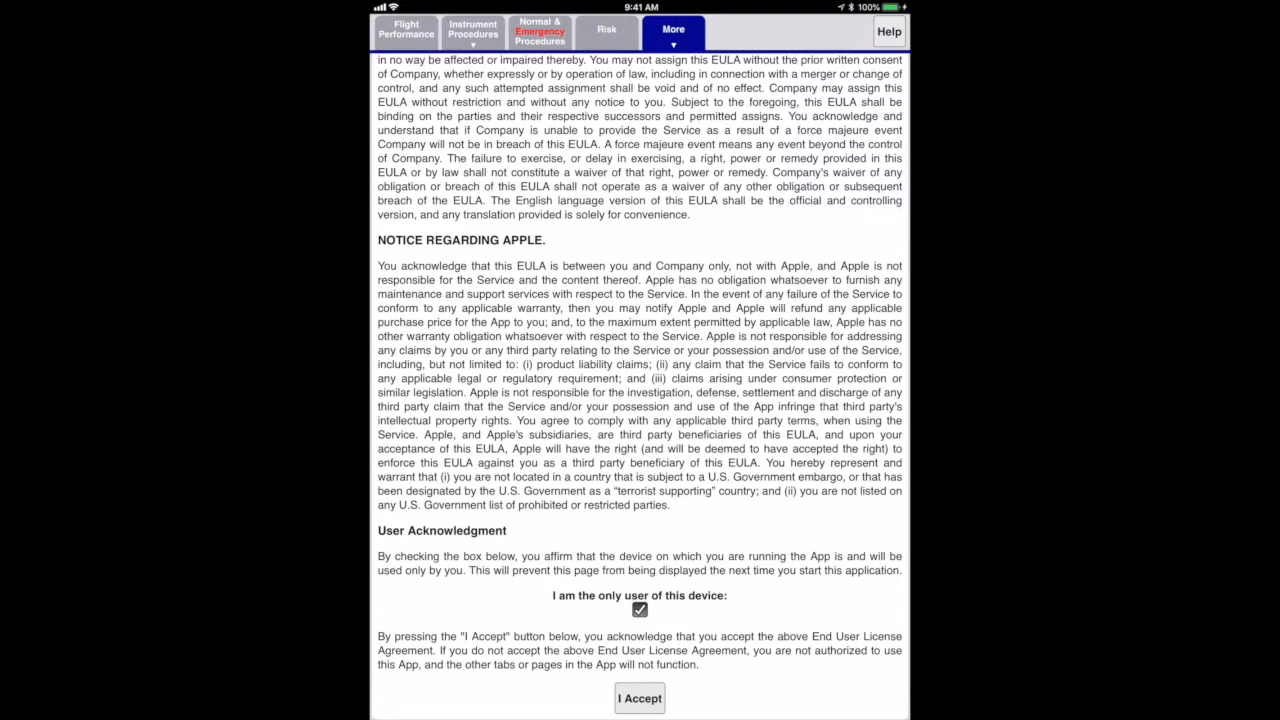 9:41 AM
100%
Flight
Performance
Instrument
Procedures
Normal &
Emergency
Procedures
Risk
More
Help
in no way be affected or impaired thereby. You may not assign this EULA without the prior written consent
of Company, whether expressly or by operation of law, including in connection with a merger or change of
control, and any such attempted assignment shall be void and of no effect. Company may assign this
EULA without restriction and without any notice to you. Subject to the foregoing, this EULA shall be
binding on the parties and their respective successors and permitted assigns. You acknowledge and
understand that if Company is unable to provide the Service as a result of a force majeure event
Company will not be in breach of this EULA. A force majeure event means any event beyond the control
of Company. The failure to exercise, or delay in exercising, a right, power or remedy provided in this
EULA or by law shall not constitute a waiver of that right, power or remedy. Company's waiver of any
obligation or breach of this EULA shall not operate as a waiver of any other obligation or subsequent
breach of the EULA. The English language version of this EULA shall be the official and controlling
version, and any translation provided is solely for convenience.
NOTICE REGARDING APPLE.
You acknowledge that this EULA is between you and Company only, not with Apple, and Apple is not
responsible for the Service and the content thereof. Apple has no obligation whatsoever to furnish any
maintenance and support services with respect to the Service. In the event of any failure of the Service to
conform to any applicable warranty, then you may notify Apple and Apple will refund any applicable
purchase price for the App to you; and, to the maximum extent permitted by applicable law, Apple has no
other warranty obligation whatsoever with respect to the Service. Apple is not responsible for addressing
any claims by you or any third party relating to the Service or your possession and/or use of the Service,
including, but not limited to: (i) product liability claims; (ii) any claim that the Service fails to conform to
any applicable legal or regulatory requirement; and (iii) claims arising under consumer protection or
similar legislation. Apple is not responsible for the investigation, defense, settlement and discharge of any
third party claim that the Service and/or your possession and use of the App infringe that third party's
intellectual property rights. You agree to comply with any applicable third party terms, when using the
Service. Apple, and Apple's subsidiaries, are third party beneficiaries of this EULA, and upon your
acceptance of this EULA, Apple will have the right (and will be deemed to have accepted the right) to
enforce this EULA against you as a third party beneficiary of this EULA. You hereby represent and
warrant that (i) you are not located in a country that is subject to a U.S. Government embargo, or that has
been designated by the U.S. Government as a “terrorist supporting” country; and (ii) you are not listed on
any U.S. Government list of prohibited or restricted parties.
User Acknowledgment
By checking the box below, you affirm that the device on which you are running the App is and will be
used only by you. This will prevent this page from being displayed the next time you start this application.
I am the only user of this device:
By pressing the "I Accept" button below, you acknowledge that you accept the above End User License
Agreement. If you do not accept the above End User License Agreement, you are not authorized to use
this App, and the other tabs or pages in the App will not function.
I Accept